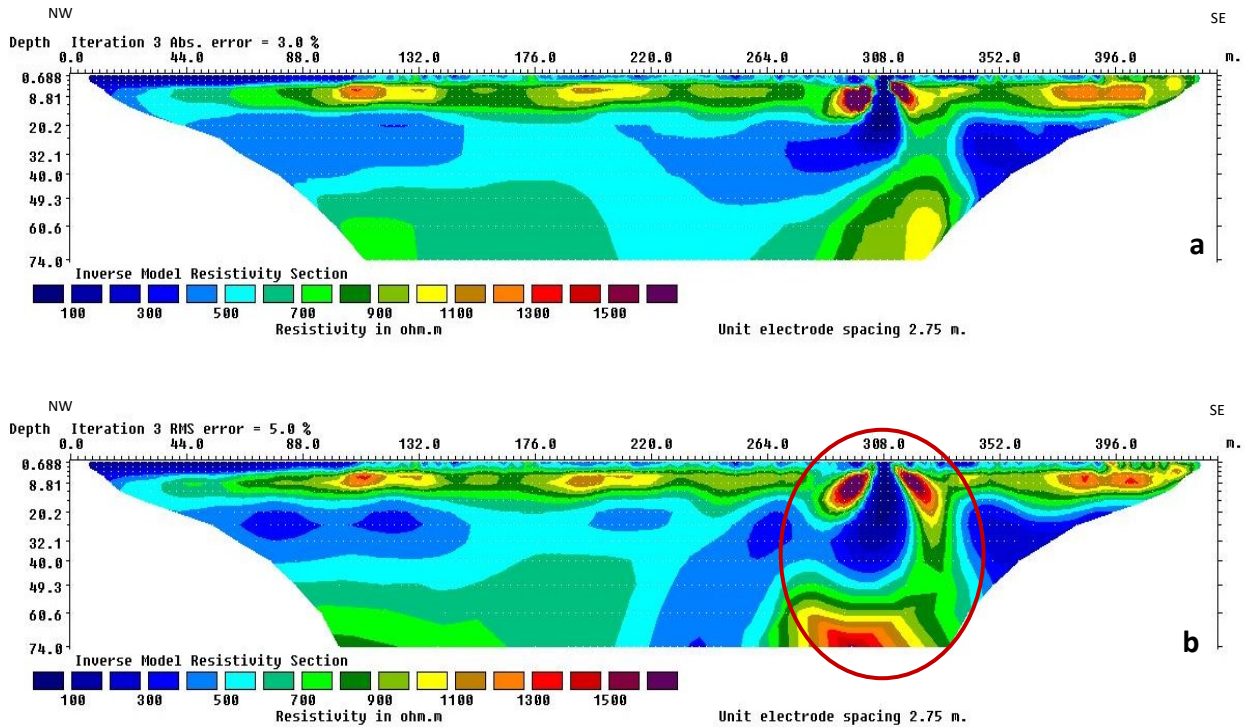 NW SE
Depth Iteration 3 Abs. error = 3.0 %
0.0 44.0 88.0 132.0 176.0 220.0 264.0 308.0 352.0 396.0 m.
0.688
8.81
20.2
32.1
40.0
49.3
60.6
74.0
a
Inverse Model Resistivity Section
100 300 500 700 900 1100 1300 1500
Resistivity in ohm.m Unit electrode spacing 2.75 m.
NW SE
Depth Iteration 3 RMS error = 5.0 %
0.0 44.0 88.0 132.0 176.0 220.0 264.0 308.0 352.0 396.0 m.
0.688
8.81
20.2
32.1
40.0
49.3
60.6
74.0
b
Inverse Model Resistivity Section
100 300 500 700 900 1100 1300 1500
Resistivity in ohm.m Unit electrode spacing 2.75 m.